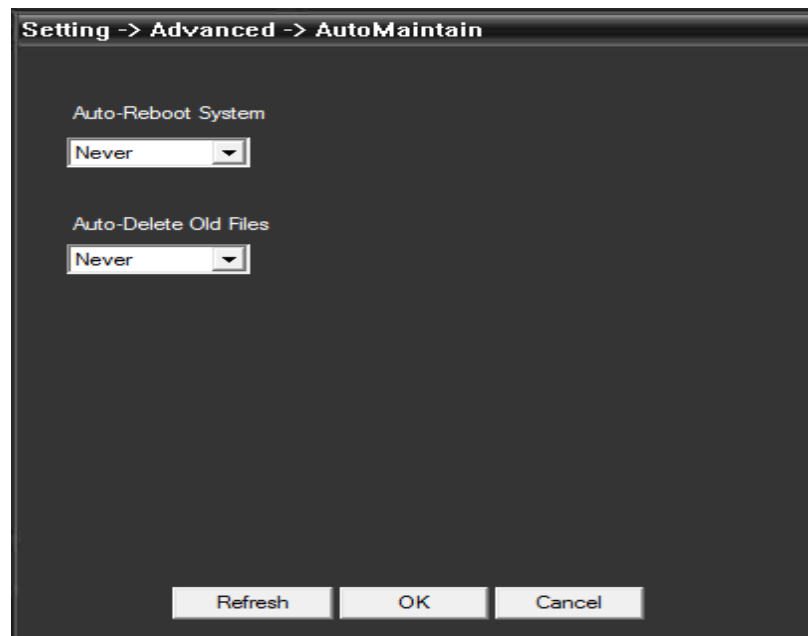 Setting -> Advanced -> AutoMaintain
Auto-Reboot System
Never
Auto-Delete Old Files
Never
Refresh OK Cancel